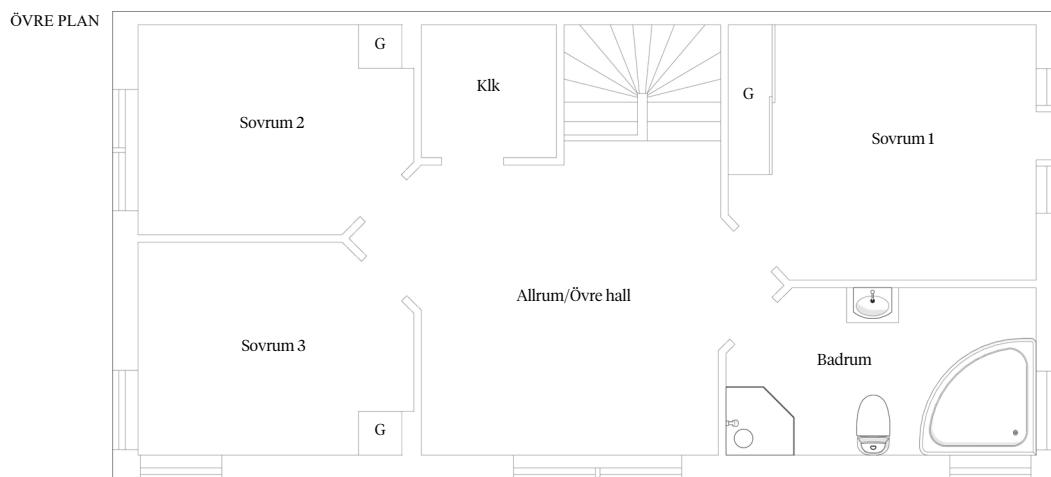 ÖVRE PLAN
G
Klk
G
Sovrum 2
Sovrum 1
Allrum/Övre hall
Sovrum 3
Badrum
G